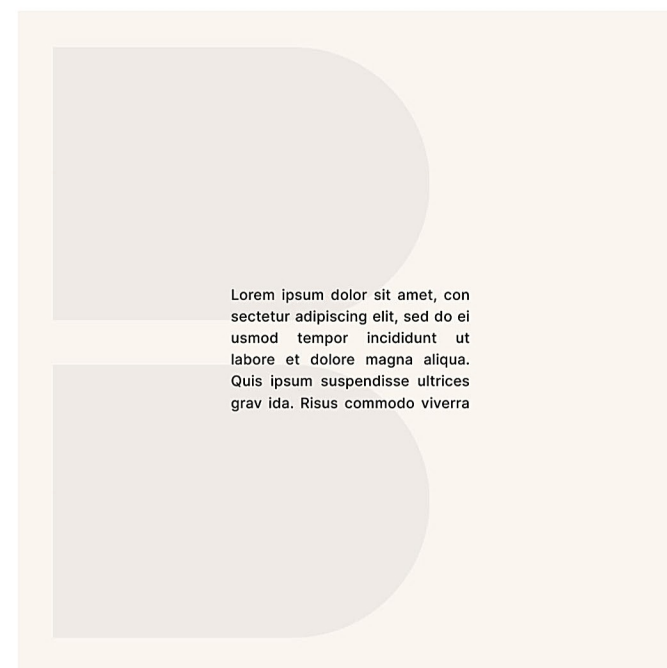 Lorem ipsum dolor sit amet, con
sectetur adipiscing elit, sed do ei
usmod tempor incididunt ut
labore et dolore magna aliqua.
Quis ipsum suspendisse ultrices
grav ida. Risus commodo viverra